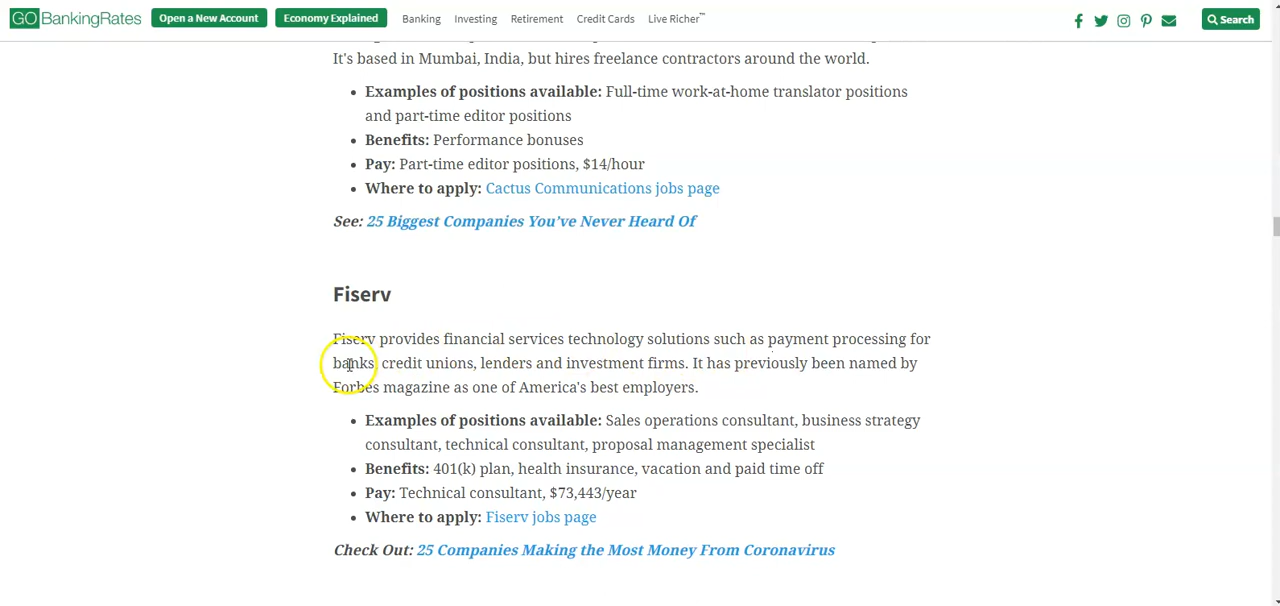 GOBankingRates Open a New Account Economy Explained Banking Investing Retirement Credit Cards Live Richer™ Search
It's based in Mumbai, India, but hires freelance contractors around the world.
• Examples of positions available: Full-time work-at-home translator positions
and part-time editor positions
• Benefits: Performance bonuses
• Pay: Part-time editor positions, $14/hour
• Where to apply: Cactus Communications jobs page
See: 25 Biggest Companies You've Never Heard Of
Fiserv
Fiserv provides financial services technology solutions such as payment processing for
banks, credit unions, lenders and investment firms. It has previously been named by
Forbes magazine as one of America's best employers.
• Examples of positions available: Sales operations consultant, business strategy
consultant, technical consultant, proposal management specialist
• Benefits: 401(k) plan, health insurance, vacation and paid time off
• Pay: Technical consultant, $73,443/year
• Where to apply: Fiserv jobs page
Check Out: 25 Companies Making the Most Money From Coronavirus